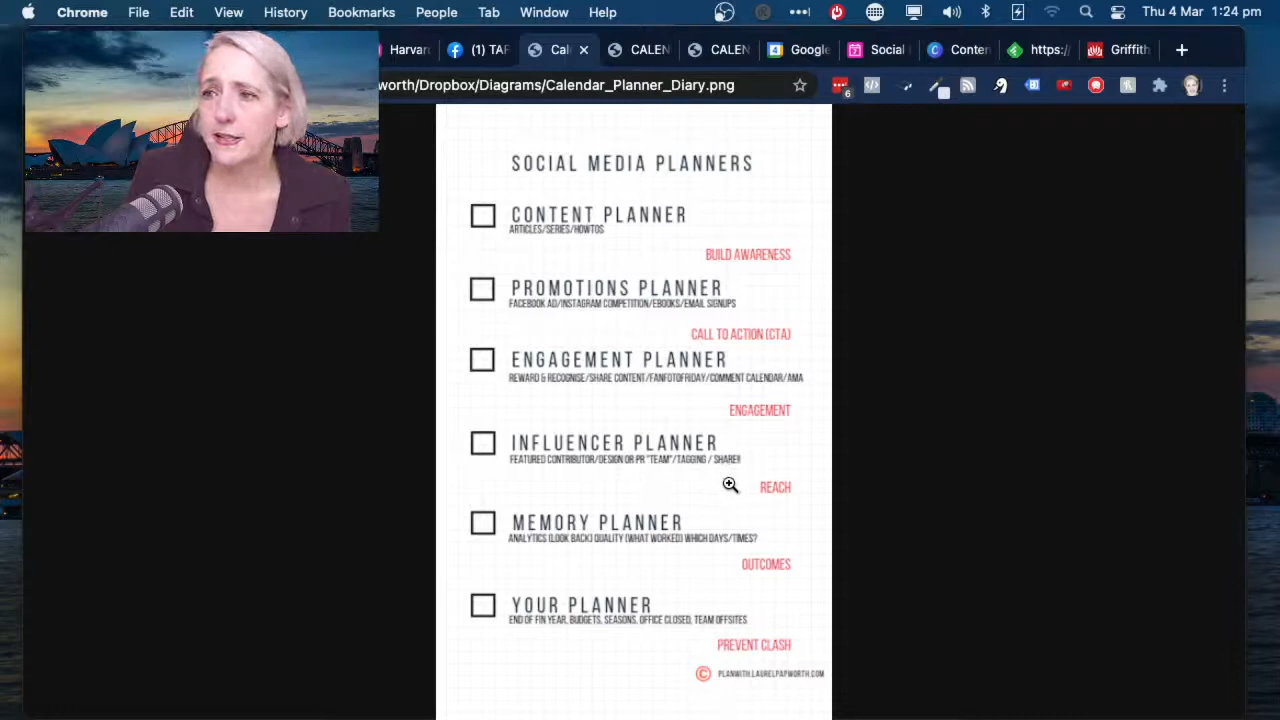 Chrome File Edit View History Bookmarks People Tab Window Help Thu 4 Mar 1:24 pm
Harvar (1) TAF Cal CALEN CALEN Google Social Conten https:/ Griffith
worth/Dropbox/Diagrams/Calendar_Planner_Diary.png 6
SOCIAL MEDIA PLANNERS
CONTENT PLANNER
ARTICLES/SERIES/HOWTOS
BUILD AWARENESS
PROMOTIONS PLANNER
FACEBOOK AD/INSTAGRAM COMPETITION/EBOOKS/EMAIL SIGNUPS
CALL TO ACTION (CTA)
ENGAGEMENT PLANNER
REWARD & RECOGNISE/SHARE CONTENT/FANFOTOFRIDAY/COMMENT CALENDAR/AMA
ENGAGEMENT
INFLUENCER PLANNER
FEATURED CONTRIBUTOR/DESIGN OR PR "TEAM"/TAGGING / SHARE!!
REACH
MEMORY PLANNER
ANALYTICS (LOOK BACK) QUALITY (WHAT WORKED) WHICH DAYS/TIMES?
OUTCOMES
YOUR PLANNER
END OF FIN YEAR, BUDGETS, SEASONS, OFFICE CLOSED, TEAM OFFSITES
PREVENT CLASH
© PLANWITH.LAURELPAPWORTH.COM